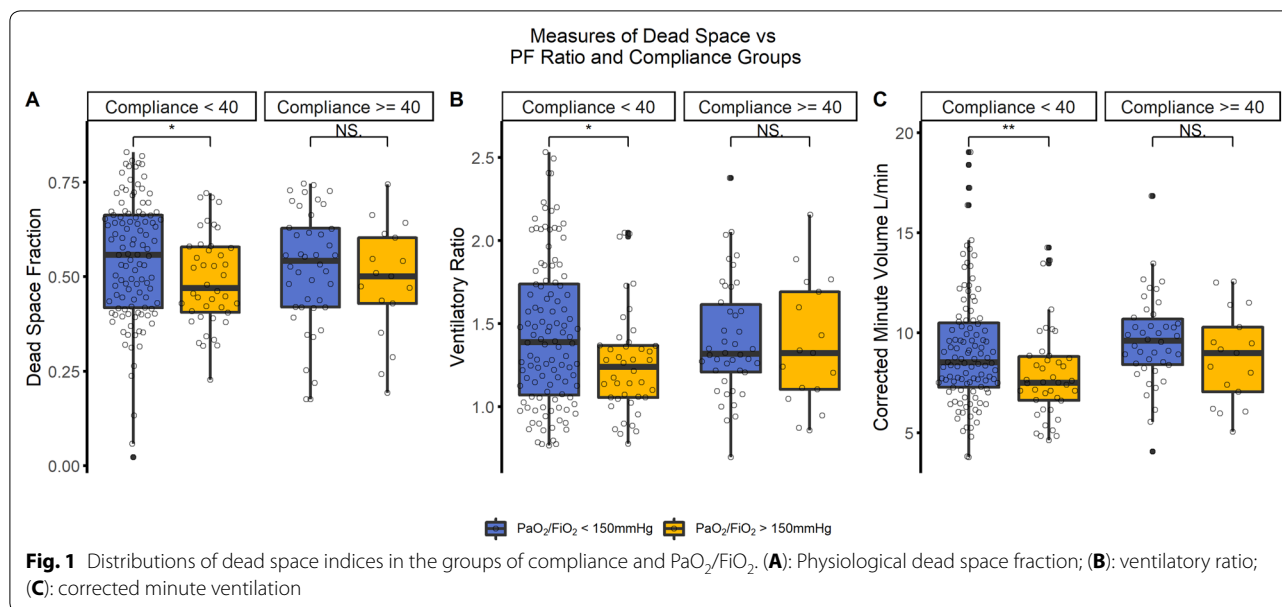 Measures of Dead Space vs
PF Ratio and Compliance Groups
A
Compliance < 40
Compliance >= 40
*
NS.
Dead Space Fraction
0.75
0.50
0.25
0.00
B
Compliance < 40
Compliance >= 40
*
NS.
Ventilatory Ratio
2.5
2.0
1.5
1.0
C
Compliance < 40
Compliance >= 40
**
NS.
Corrected Minute Volume L/min
20
15
10
5
PaO₂/FiO₂ < 150mmHg
PaO₂/FiO₂ > 150mmHg
Fig. 1 Distributions of dead space indices in the groups of compliance and PaO₂/FiO₂. (A): Physiological dead space fraction; (B): ventilatory ratio;
(C): corrected minute ventilation